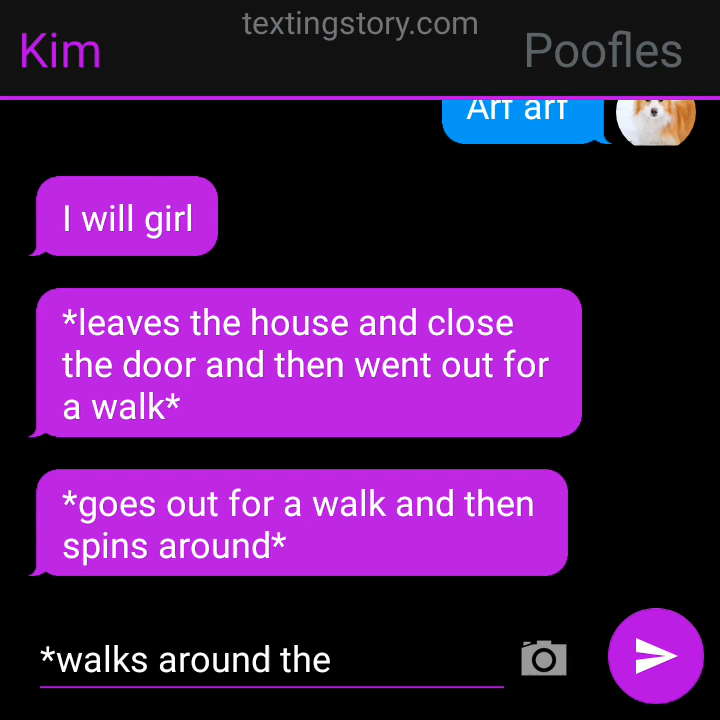 textingstory.com
Kim
Poofles
Arf arf
I will girl
*leaves the house and close
the door and then went out for
a walk*
*goes out for a walk and then
spins around*
*walks around the